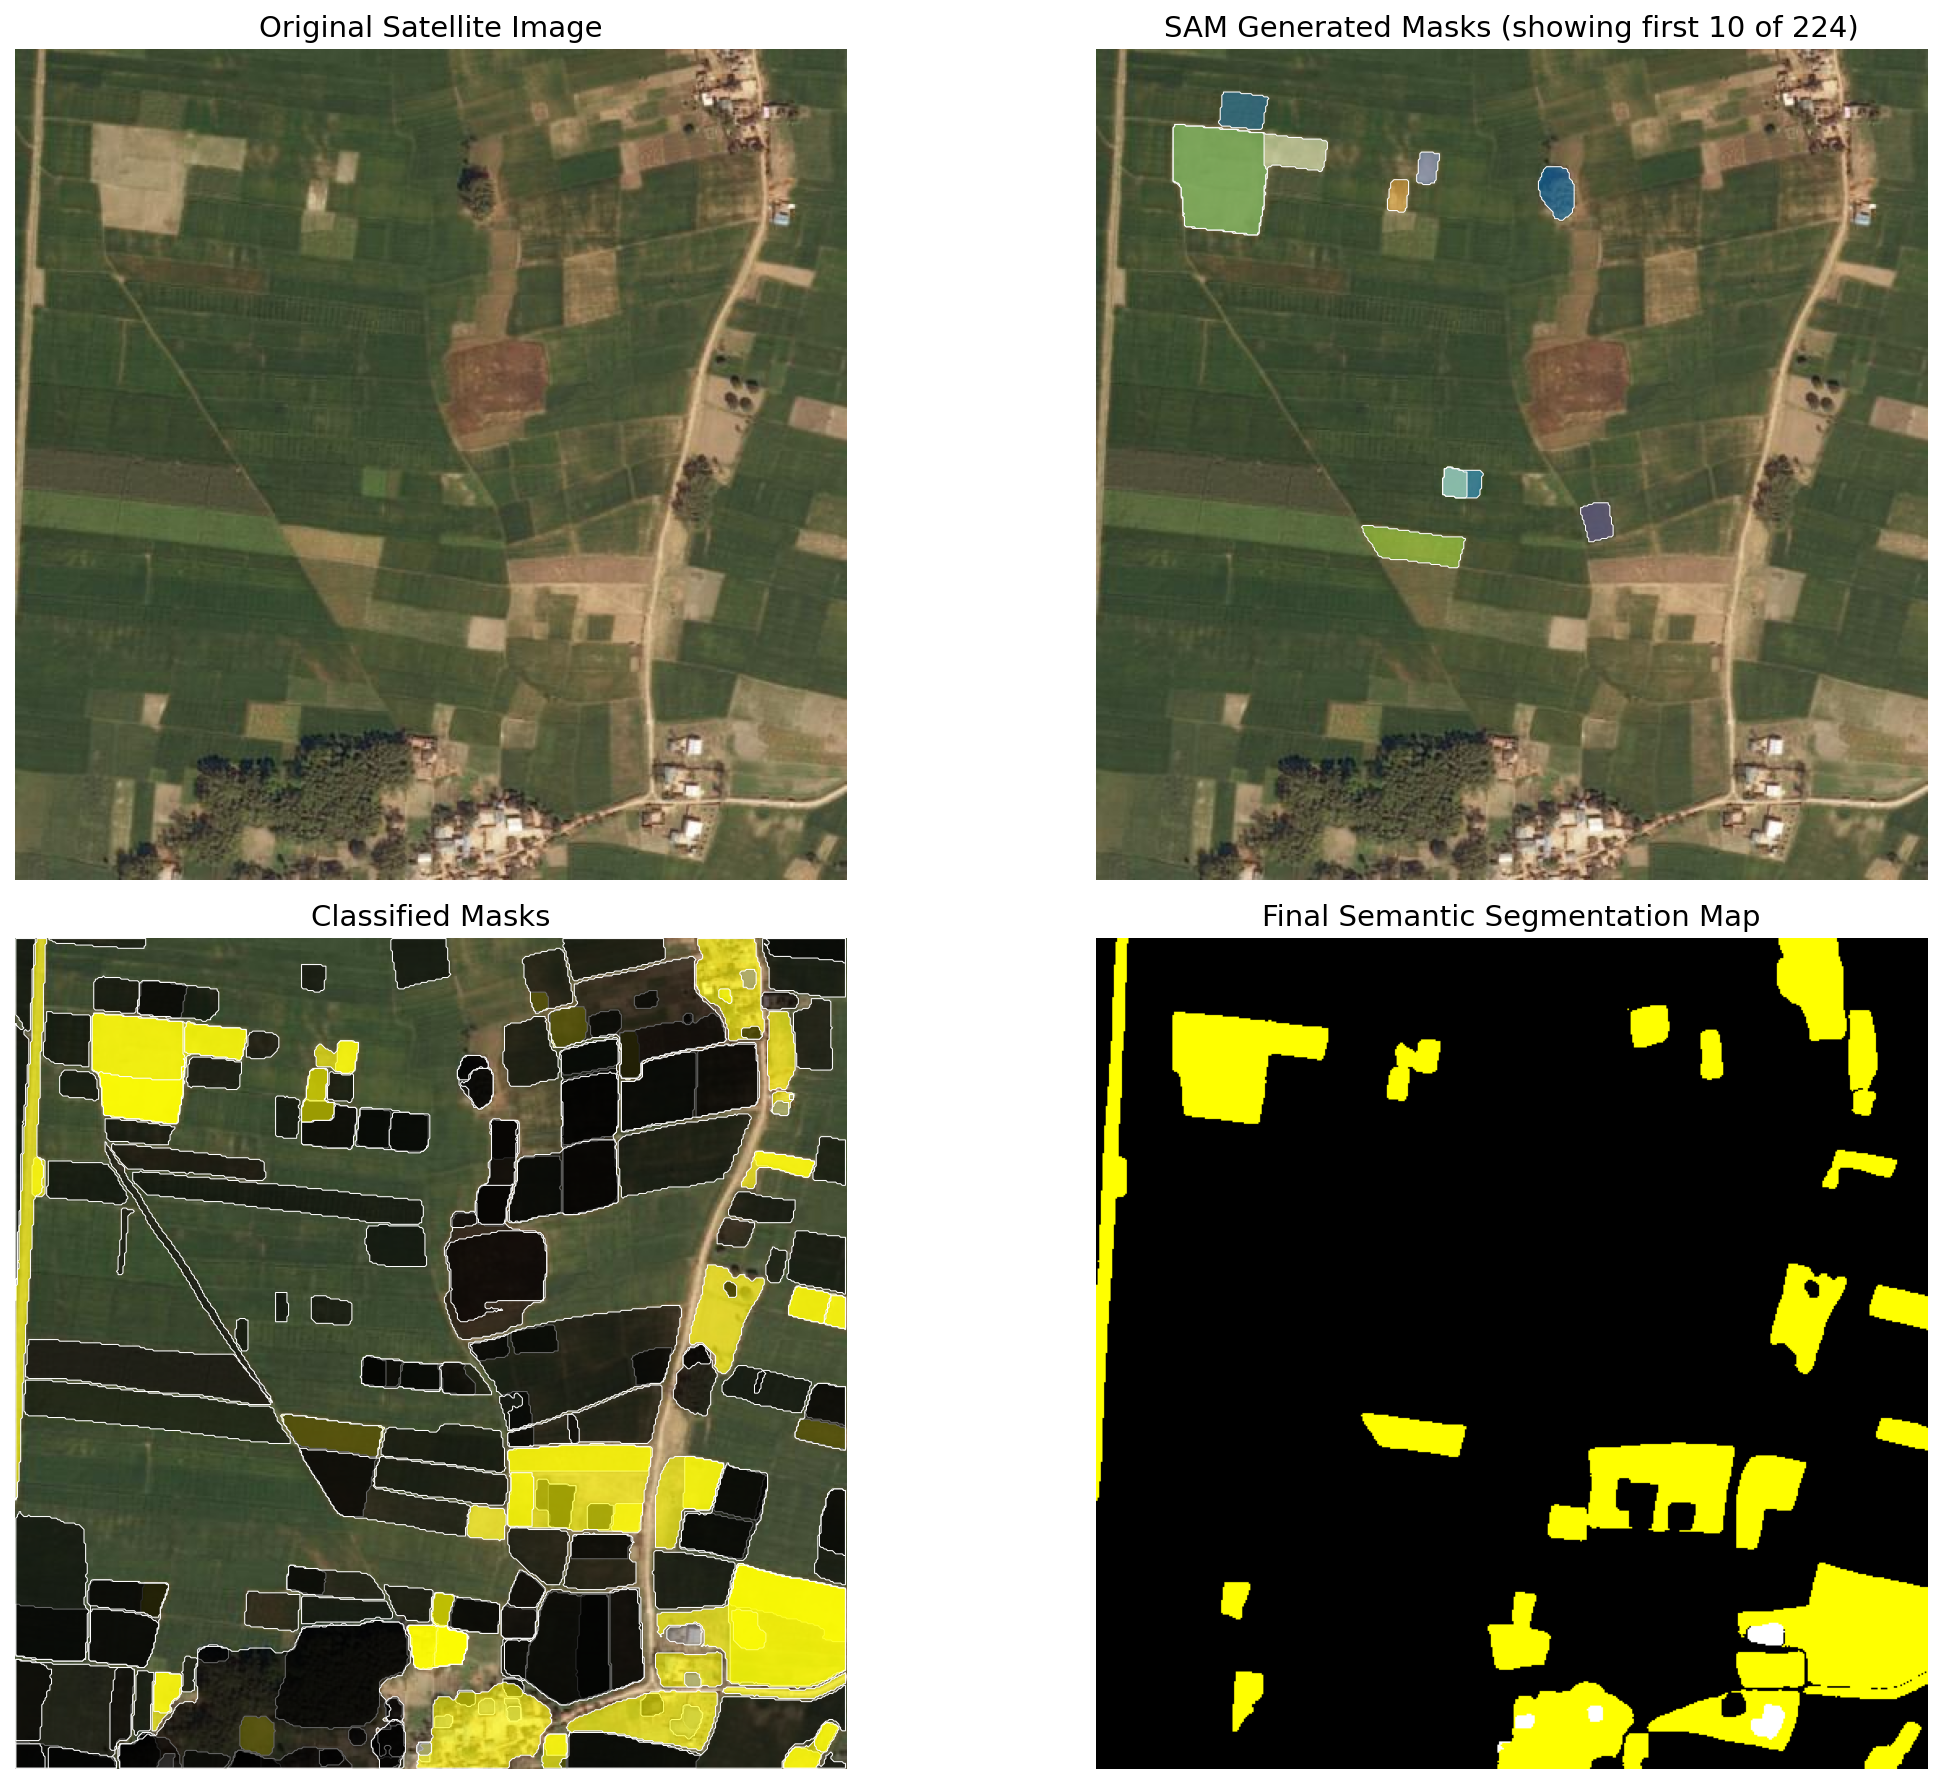 Original Satellite Image
SAM Generated Masks (showing first 10 of 224)
Classified Masks
Final Semantic Segmentation Map